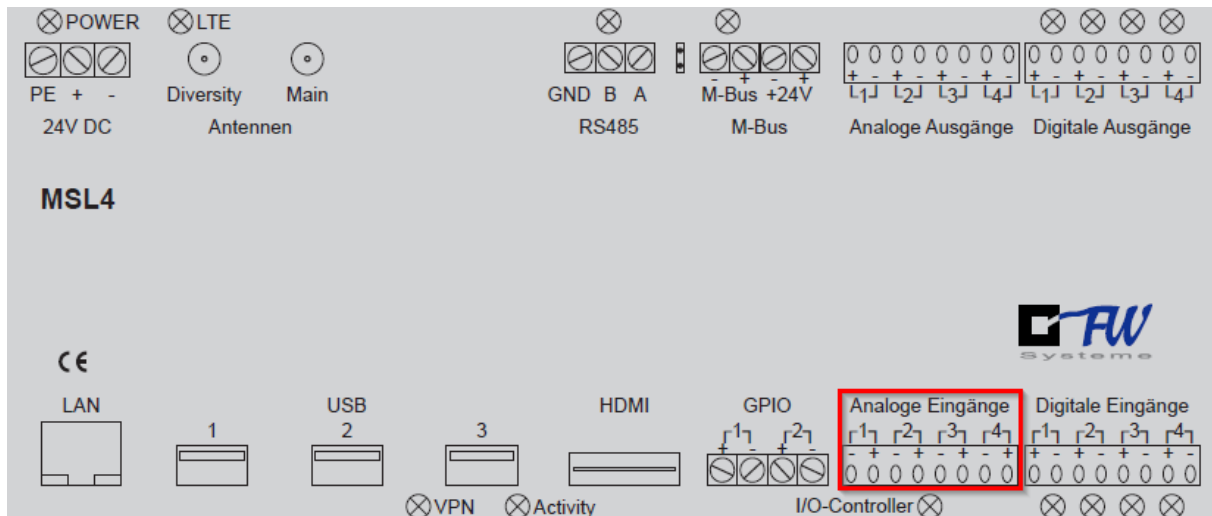 POWER LTE
PE + - Diversity Main GND B A - + - + + - + - + - + - + - + - + - + -
M-Bus +24V 1 2 3 4 1 2 3 4
24V DC Antennen RS485 M-Bus Analoge Ausgänge Digitale Ausgänge
MSL4
FW
Systeme
CE
LAN USB HDMI GPIO Analoge Eingänge Digitale Eingänge
1 2 3 1 2 1 2 3 4 1 2 3 4
+ - + - - + - + - + - + + - + - + - + -
VPN Activity I/O-Controller